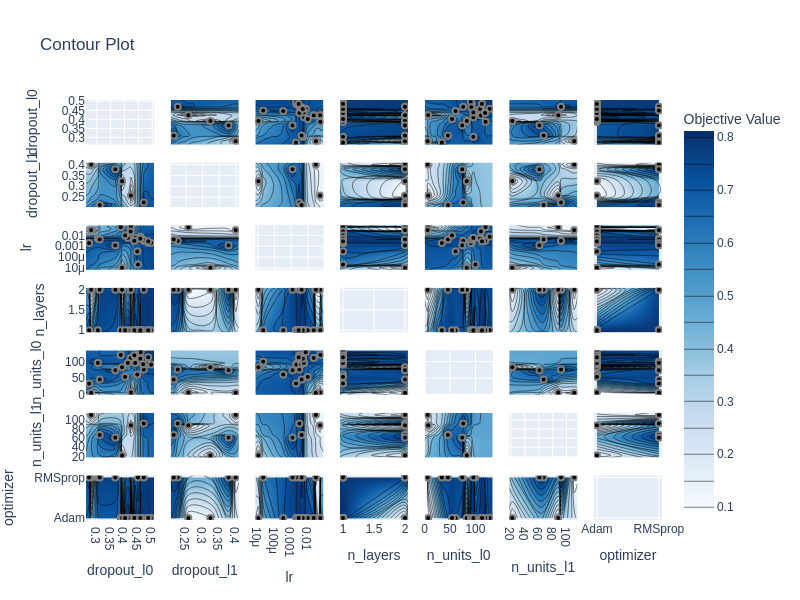 Contour Plot
Objective Value
0.8
0.7
0.6
0.5
0.4
0.3
0.2
0.1
dropout_l0
0.5
0.45
0.4
0.35
0.3
dropout_l1
0.4
0.35
0.3
0.25
lr
0.01
0.001
100μ
10μ
n_layers
2
1.5
1
n_units_l0
100
50
0
n_units_l1
100
80
60
40
20
optimizer
RMSprop
Adam
0.3
0.35
0.4
0.45
0.5
dropout_l0
0.25
0.3
0.35
0.4
dropout_l1
10μ
100μ
0.001
0.01
lr
1
1.5
2
n_layers
0
50
100
n_units_l0
20
40
60
80
100
n_units_l1
Adam
RMSprop
optimizer